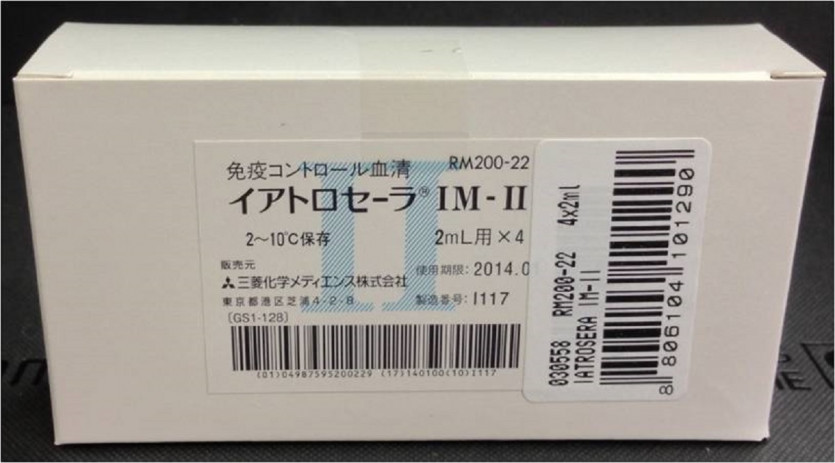 免疫コントロール血清 RM200-22
イアトロセーラ® IM-II
2〜10℃保存 2mL用×4
販売元
三菱化学メディエンス株式会社
使用期限: 2014.0
東京都港区芝浦4-2-8
製造番号: I117
[GS1-128]
(01)04987595200229 (17)140100(10)I117
030558 RM200-22 4x2ml
IATROSERA IM-II
8 806104 101290